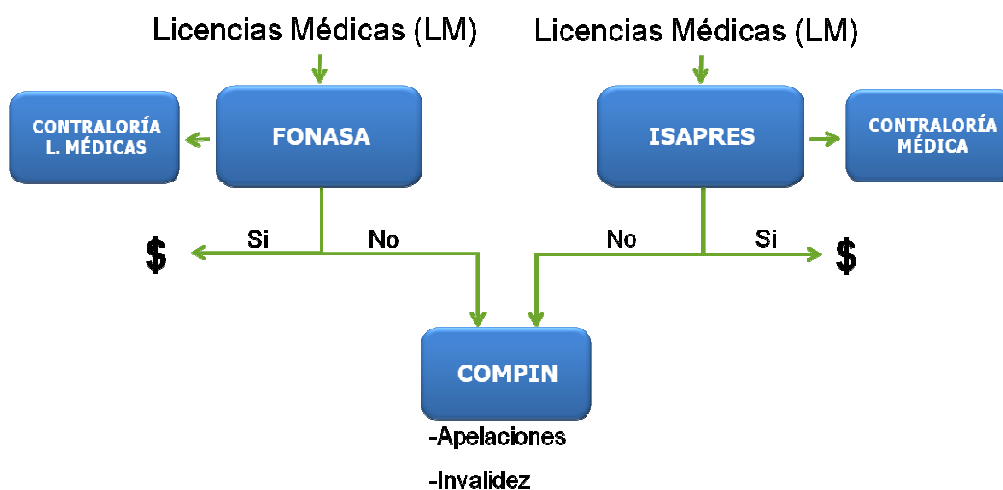 Licencias Médicas (LM)
Licencias Médicas (LM)
CONTRALORÍA
L. MÉDICAS
FONASA
ISAPRES
CONTRALORÍA
MÉDICA
$
Si
No
No
Si
$
COMPIN
-Apelaciones
-Invalidez